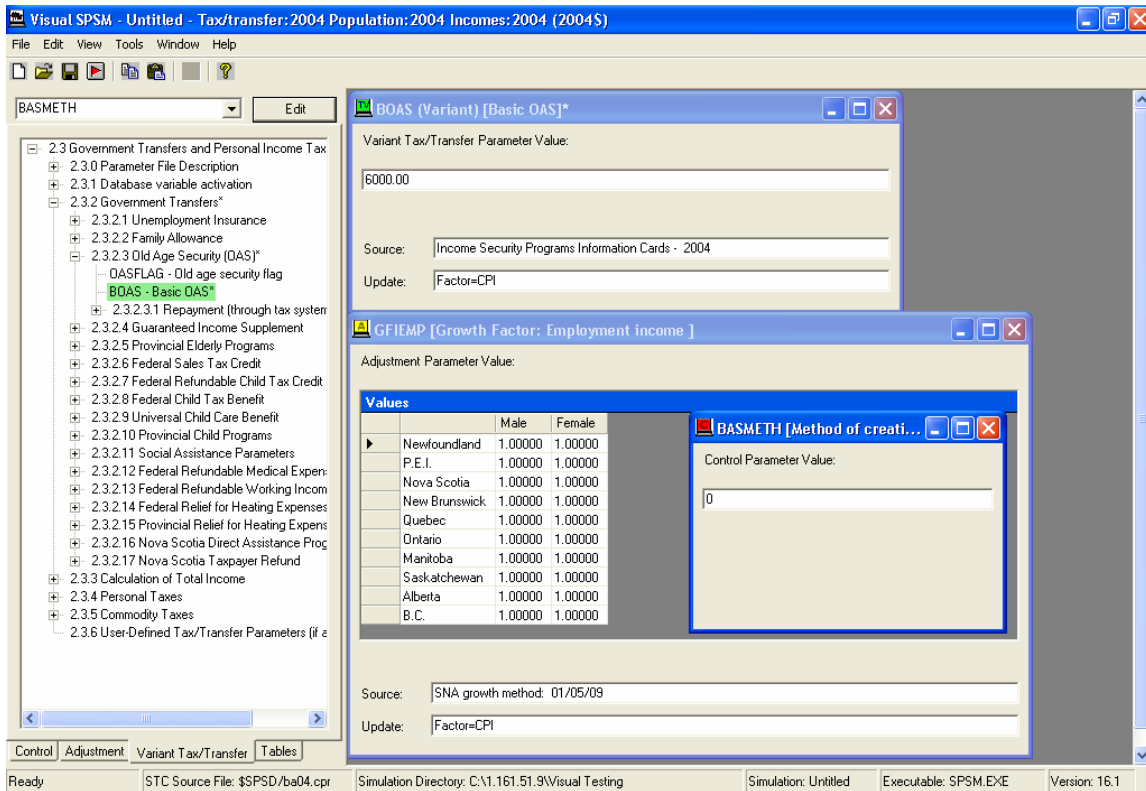 Visual SPSM - Untitled - Tax/transfer:2004 Population:2004 Incomes:2004 (2004$)
File Edit View Tools Window Help
BASMETH
Edit
2.3 Government Transfers and Personal Income Tax
2.3.0 Parameter File Description
2.3.1 Database variable activation
2.3.2 Government Transfers*
2.3.2.1 Unemployment Insurance
2.3.2.2 Family Allowance
2.3.2.3 Old Age Security (OAS)*
OASFLAG - Old age security flag
BOAS - Basic OAS*
2.3.2.3.1 Repayment (through tax system
2.3.2.4 Guaranteed Income Supplement
2.3.2.5 Provincial Elderly Programs
2.3.2.6 Federal Sales Tax Credit
2.3.2.7 Federal Refundable Child Tax Credit
2.3.2.8 Federal Child Tax Benefit
2.3.2.9 Universal Child Care Benefit
2.3.2.10 Provincial Child Programs
2.3.2.11 Social Assistance Parameters
2.3.2.12 Federal Refundable Medical Expen
2.3.2.13 Federal Refundable Working Incom
2.3.2.14 Federal Relief for Heating Expenses
2.3.2.15 Provincial Relief for Heating Expens
2.3.2.16 Nova Scotia Direct Assistance Prog
2.3.2.17 Nova Scotia Taxpayer Refund
2.3.3 Calculation of Total Income
2.3.4 Personal Taxes
2.3.5 Commodity Taxes
2.3.6 User-Defined Tax/Transfer Parameters (if a
Control Adjustment Variant Tax/Transfer Tables
TV BOAS (Variant) [Basic OAS]*
Variant Tax/Transfer Parameter Value:
6000.00
Source: Income Security Programs Information Cards - 2004
Update: Factor=CPI
A GFIEMP [Growth Factor: Employment income ]
Adjustment Parameter Value:
Values
Male Female
Newfoundland 1.00000 1.00000
P.E.I. 1.00000 1.00000
Nova Scotia 1.00000 1.00000
New Brunswick 1.00000 1.00000
Quebec 1.00000 1.00000
Ontario 1.00000 1.00000
Manitoba 1.00000 1.00000
Saskatchewan 1.00000 1.00000
Alberta 1.00000 1.00000
B.C. 1.00000 1.00000
Source: SNA growth method: 01/05/09
Update: Factor=CPI
C BASMETH [Method of creati...
Control Parameter Value:
0
Ready STC Source File: $SPSD/ba04.cpr Simulation Directory: C:\1.161.51.9\Visual Testing Simulation: Untitled Executable: SPSM.EXE Version: 16.1